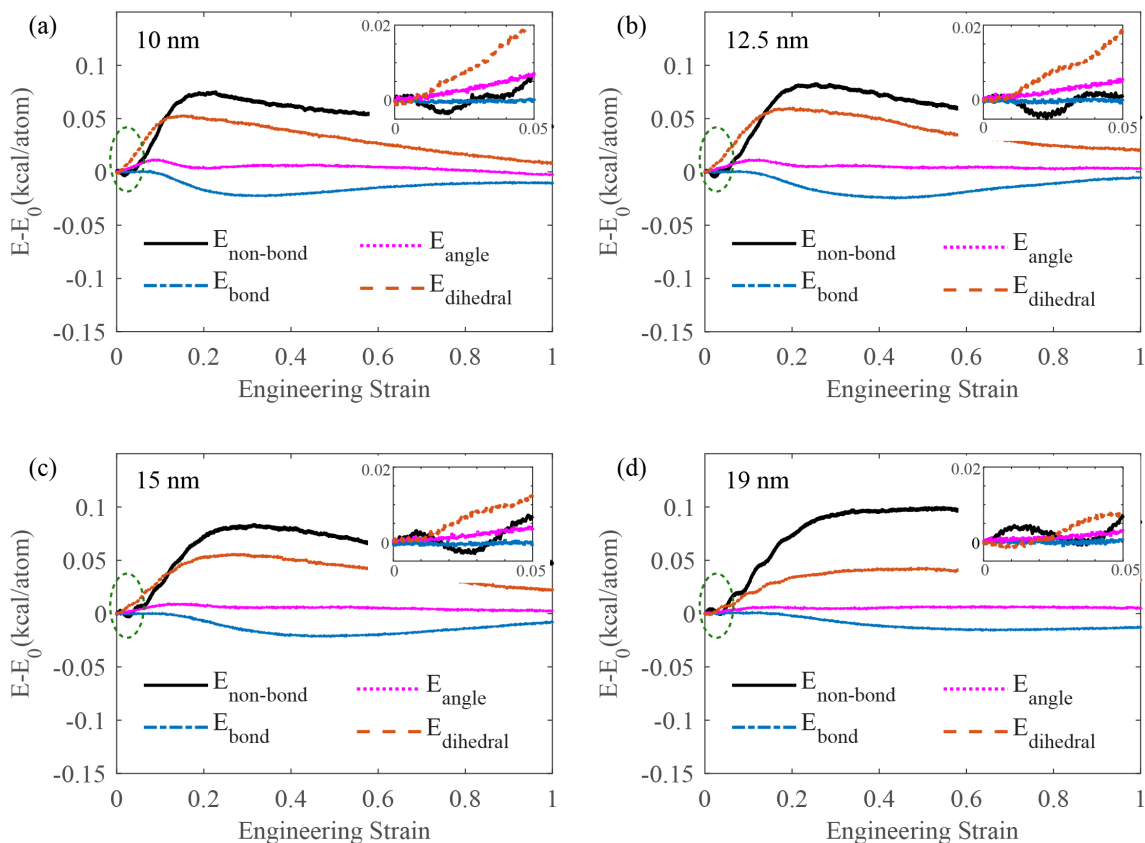 (a)
10 nm
E-E0(kcal/atom)
0.1
0.05
0
-0.05
-0.1
-0.15
0 0.2 0.4 0.6 0.8 1
Engineering Strain
0.02
0
0.05
Enon-bond
Ebond
Eangle
Edihedral
(b)
12.5 nm
E-E0(kcal/atom)
0.1
0.05
0
-0.05
-0.1
-0.15
0 0.2 0.4 0.6 0.8 1
Engineering Strain
0.02
0
0.05
Enon-bond
Ebond
Eangle
Edihedral
(c)
15 nm
E-E0(kcal/atom)
0.1
0.05
0
-0.05
-0.1
-0.15
0 0.2 0.4 0.6 0.8 1
Engineering Strain
0.02
0
0.05
Enon-bond
Ebond
Eangle
Edihedral
(d)
19 nm
E-E0(kcal/atom)
0.1
0.05
0
-0.05
-0.1
-0.15
0 0.2 0.4 0.6 0.8 1
Engineering Strain
0.02
0
0.05
Enon-bond
Ebond
Eangle
Edihedral